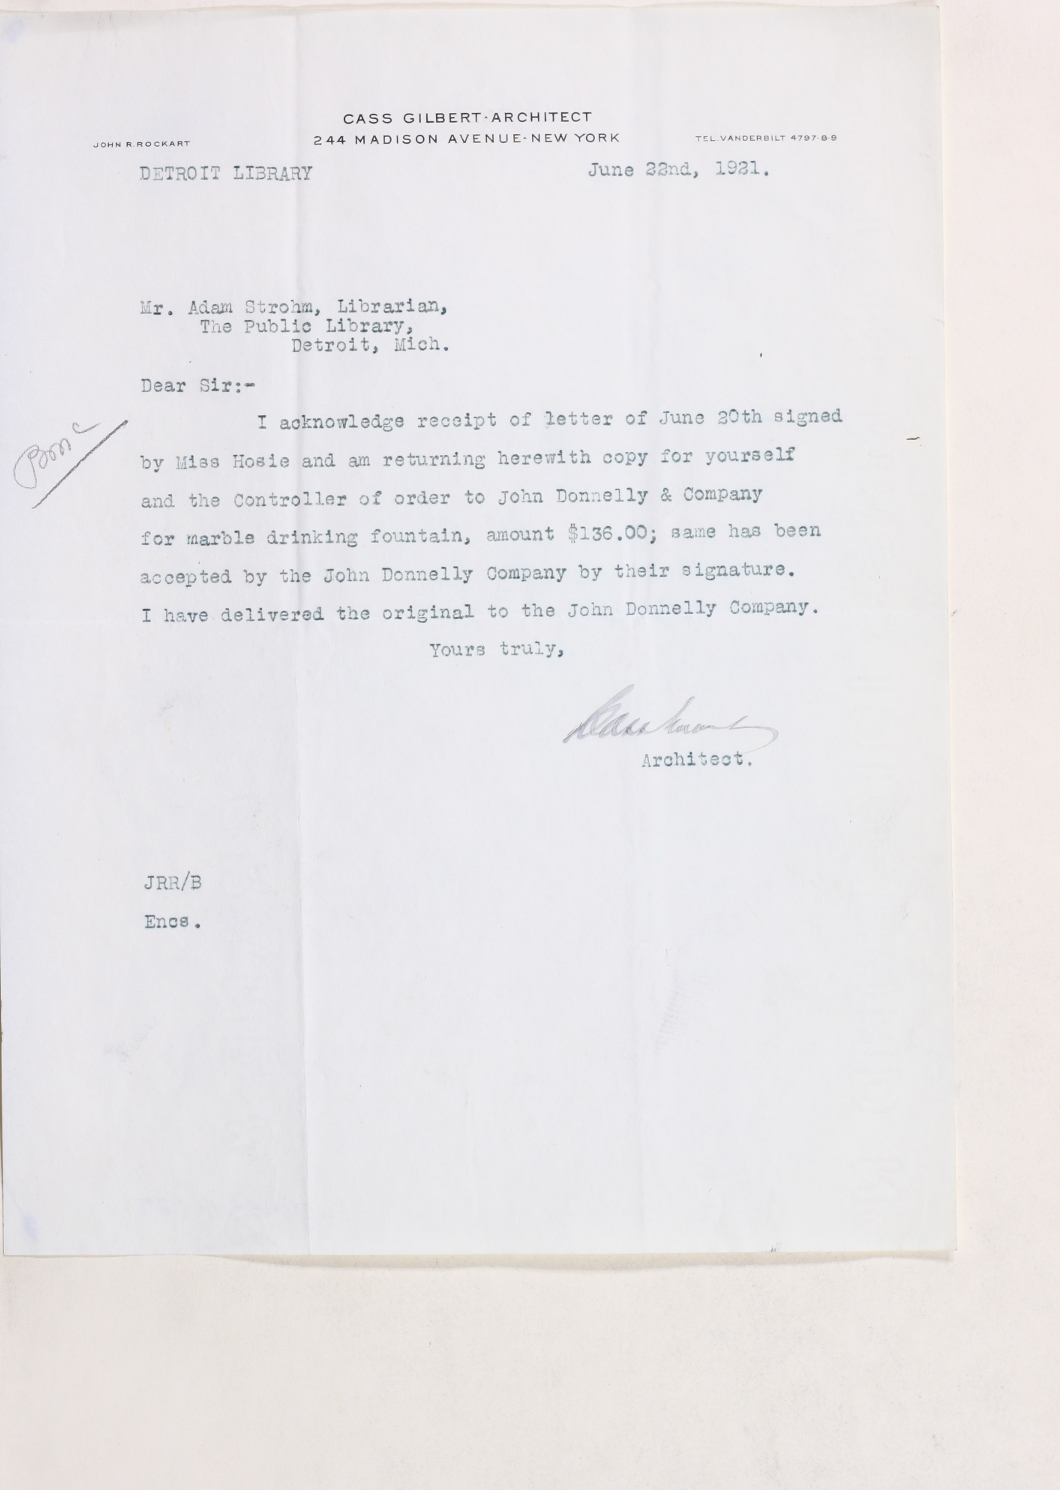 CASS GILBERT·ARCHITECT
244 MADISON AVENUE·NEW YORK
JOHN R. ROCKART
TEL. VANDERBILT 4797-8-9
DETROIT LIBRARY
June 22nd, 1921.
Mr. Adam Strohm, Librarian,
The Public Library,
Detroit, Mich.
Dear Sir:-
I acknowledge receipt of letter of June 20th signed
by Miss Hosie and am returning herewith copy for yourself
and the Controller of order to John Donnelly & Company
for marble drinking fountain, amount $136.00; same has been
accepted by the John Donnelly Company by their signature.
I have delivered the original to the John Donnelly Company.
Yours truly,
Architect.
JRR/B
Encs.